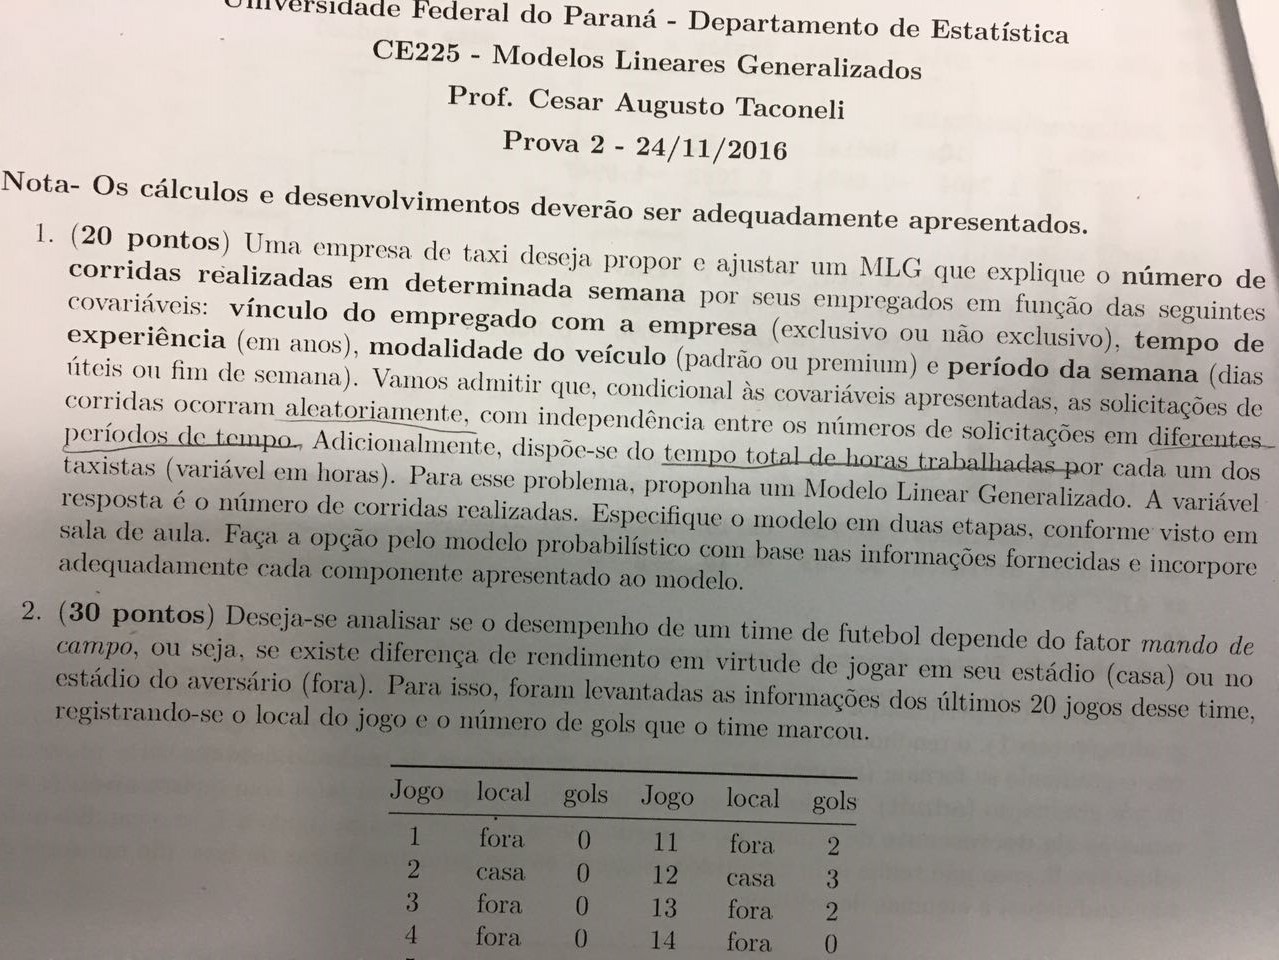 Universidade Federal do Paraná - Departamento de Estatística
CE225 - Modelos Lineares Generalizados
Prof. Cesar Augusto Taconeli
Prova 2 - 24/11/2016
Nota- Os cálculos e desenvolvimentos deverão ser adequadamente apresentados.
1. (20 pontos) Uma empresa de taxi deseja propor e ajustar um MLG que explique o número de
corridas realizadas em determinada semana por seus empregados em função das seguintes
covariáveis: vínculo do empregado com a empresa (exclusivo ou não exclusivo), tempo de
experiência (em anos), modalidade do veículo (padrão ou premium) e período da semana (dias
úteis ou fim de semana). Vamos admitir que, condicional às covariáveis apresentadas, as solicitações de
corridas ocorram aleatoriamente, com independência entre os números de solicitações em diferentes
períodos de tempo. Adicionalmente, dispõe-se do tempo total de horas trabalhadas por cada um dos
taxistas (variável em horas). Para esse problema, proponha um Modelo Linear Generalizado. A variável
resposta é o número de corridas realizadas. Especifique o modelo em duas etapas, conforme visto em
sala de aula. Faça a opção pelo modelo probabilístico com base nas informações fornecidas e incorpore
adequadamente cada componente apresentado ao modelo.
2. (30 pontos) Deseja-se analisar se o desempenho de um time de futebol depende do fator mando de
campo, ou seja, se existe diferença de rendimento em virtude de jogar em seu estádio (casa) ou no
estádio do aversário (fora). Para isso, foram levantadas as informações dos últimos 20 jogos desse time,
registrando-se o local do jogo e o número de gols que o time marcou.
Jogo local gols Jogo local gols
1 fora 0 11 fora 2
2 casa 0 12 casa 3
3 fora 0 13 fora 2
4 fora 0 14 fora 0